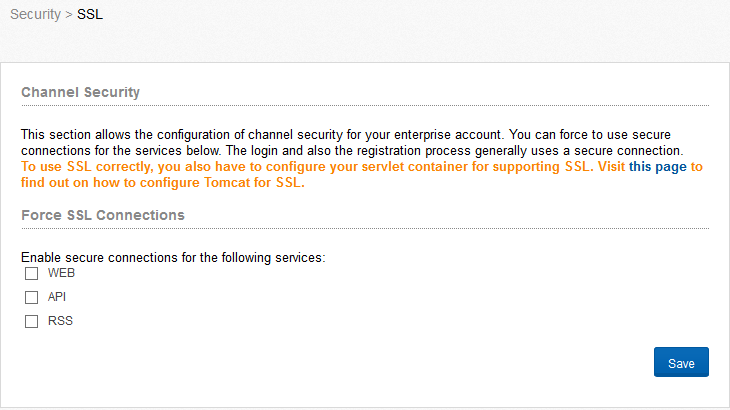 Security > SSL
Channel Security
This section allows the configuration of channel security for your enterprise account. You can force to use secure
connections for the services below. The login and also the registration process generally uses a secure connection.
To use SSL correctly, you also have to configure your servlet container for supporting SSL. Visit this page to
find out on how to configure Tomcat for SSL.
Force SSL Connections
Enable secure connections for the following services:
WEB
API
RSS
Save